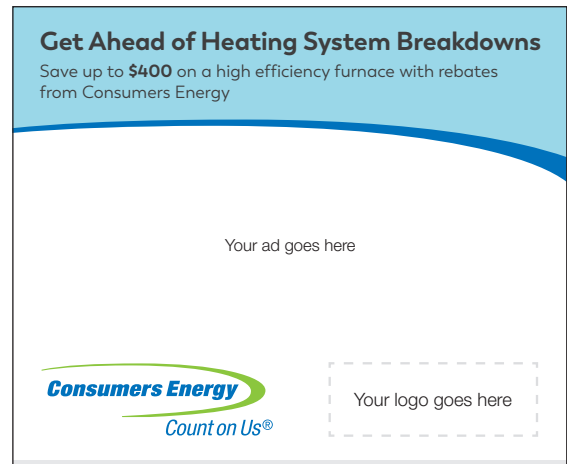 Get Ahead of Heating System Breakdowns
Save up to $400 on a high efficiency furnace with rebates
from Consumers Energy
Your ad goes here
Consumers Energy
Count on Us®
Your logo goes here